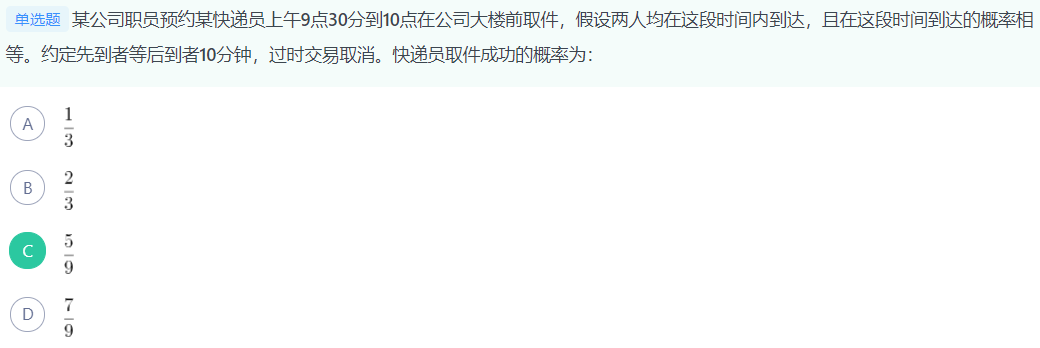 单选题 某公司职员预约某快递员上午9点30分到10点在公司大楼前取件，假设两人均在这段时间内到达，且在这段时间到达的概率相
等。约定先到者等后到者10分钟，过时交易取消。快递员取件成功的概率为：
A 1/3
B 2/3
C 5/9
D 7/9